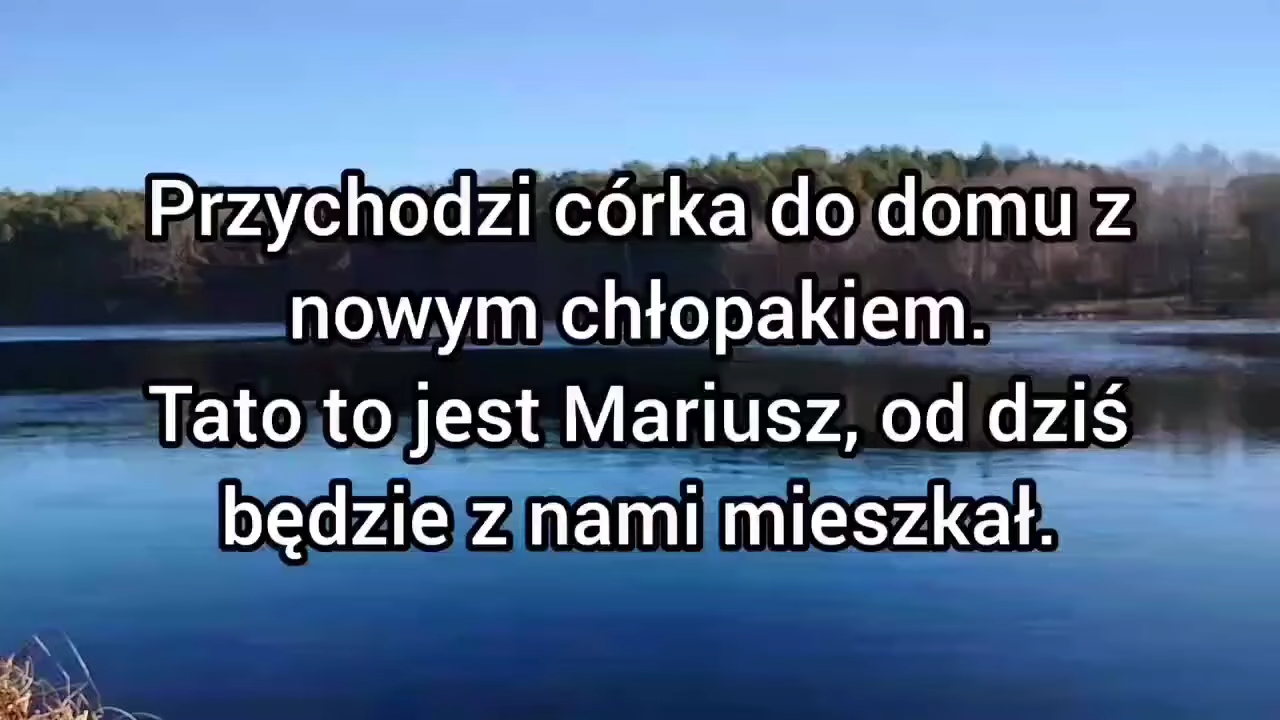 Przychodzi córka do domu z
nowym chłopakiem.
Tato to jest Mariusz, od dziś
będzie z nami mieszkał.